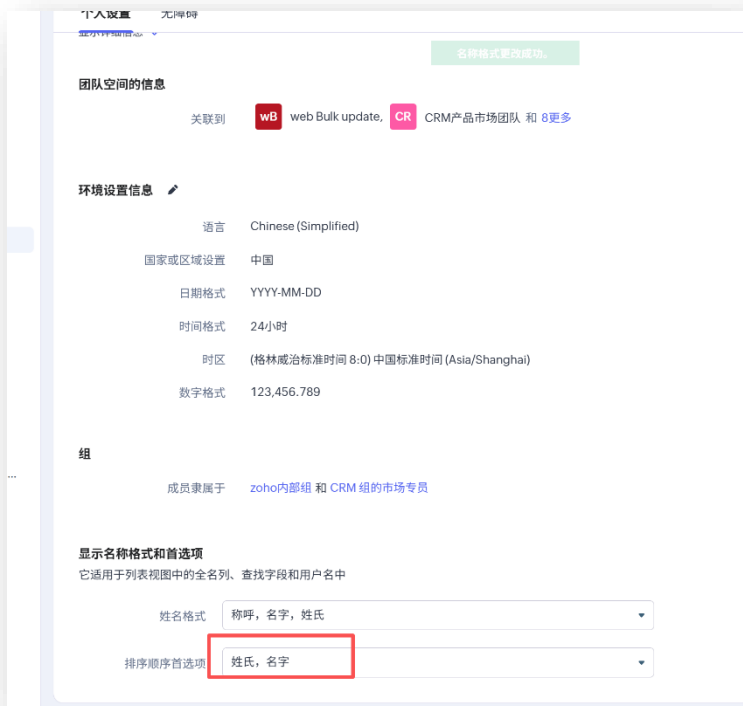 个人设置 无障碍
显示详细信息
名称格式更改成功。
团队空间的信息
关联到 wB web Bulk update, CR CRM产品市场团队 和 8更多
环境设置信息
语言 Chinese (Simplified)
国家或区域设置 中国
日期格式 YYYY-MM-DD
时间格式 24小时
时区 (格林威治标准时间 8:0) 中国标准时间 (Asia/Shanghai)
数字格式 123,456.789
组
...
成员隶属于 zoho内部组 和 CRM 组的市场专员
显示名称格式和首选项
它适用于列表视图中的全名列、查找字段和用户名中
姓名格式 称呼，名字，姓氏
排序顺序首选项 姓氏，名字